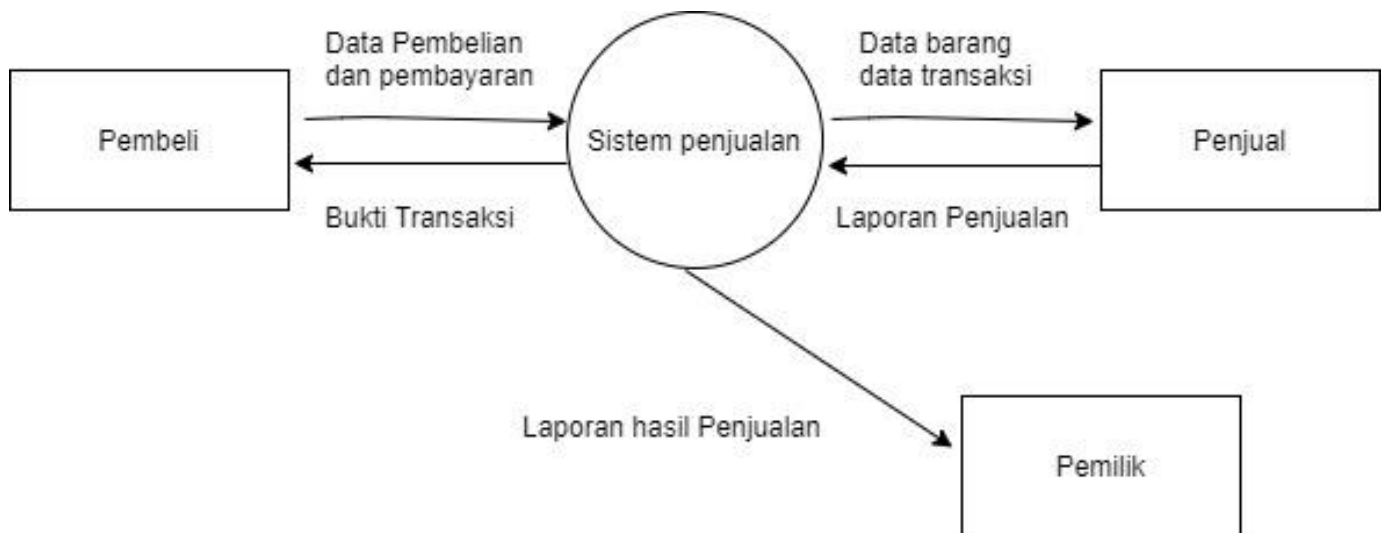 Data Pembelian
dan pembayaran
Data barang
data transaksi
Pembeli
Sistem penjualan
Penjual
Bukti Transaksi
Laporan Penjualan
Laporan hasil Penjualan
Pemilik